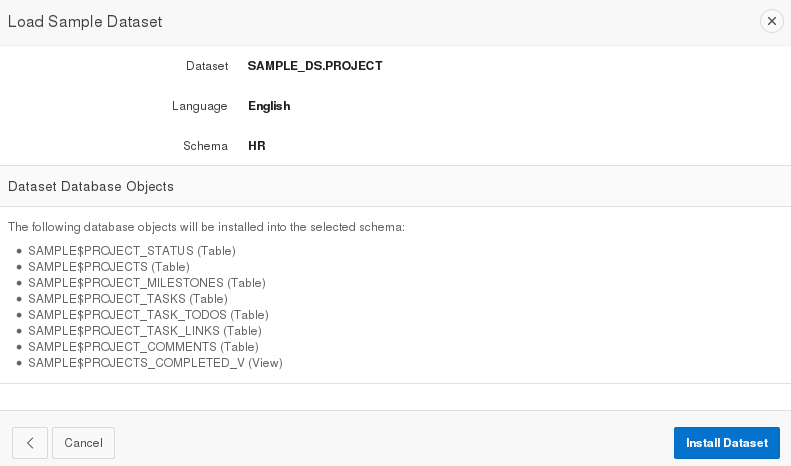 Load Sample Dataset
Dataset SAMPLE_DS.PROJECT
Language English
Schema HR
Dataset Database Objects
The following database objects will be installed into the selected schema:
• SAMPLE$PROJECT_STATUS (Table)
• SAMPLE$PROJECTS (Table)
• SAMPLE$PROJECT_MILESTONES (Table)
• SAMPLE$PROJECT_TASKS (Table)
• SAMPLE$PROJECT_TASK_TODOS (Table)
• SAMPLE$PROJECT_TASK_LINKS (Table)
• SAMPLE$PROJECT_COMMENTS (Table)
• SAMPLE$PROJECTS_COMPLETED_V (View)
Cancel Install Dataset